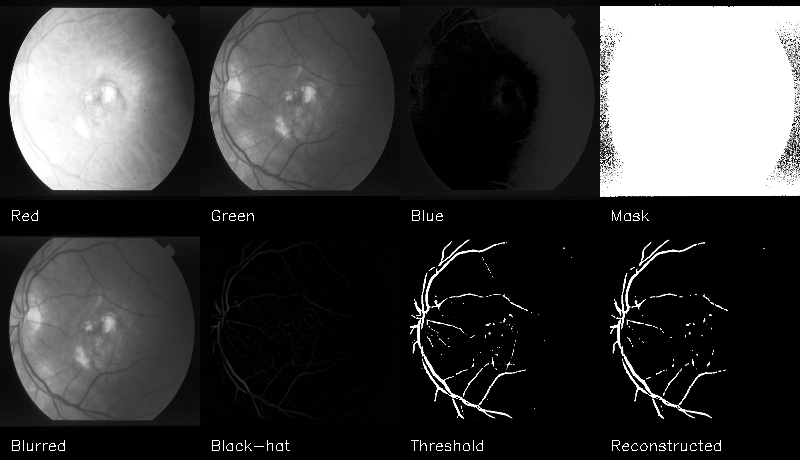 Red
Green
Blue
Mask
Blurred
Black-hat
Threshold
Reconstructed